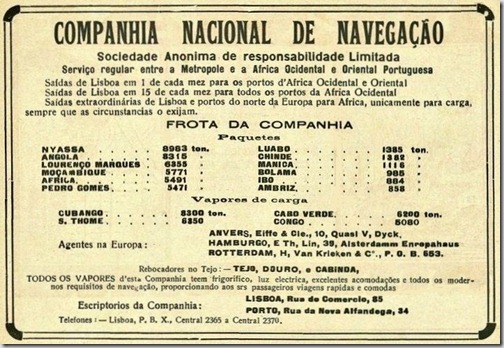 COMPANHIA NACIONAL DE NAVEGAÇÃO
Sociedade Anonima de responsabilidade Limitada
Serviço regular entre a Metropole e a Africa Ocidental e Oriental Portuguesa
Saídas de Lisboa em 1 de cada mez para os portos d'Africa Ocidental e Oriental
Saídas de Lisboa em 15 de cada mez para todos os portos da Africa Ocidental
Saídas extraordinárias de Lisboa e portos do norte da Europa para Africa, unicamente para carga,
sempre que as circunstancias o exijam.
FROTA DA COMPANHIA
Paquetes
NYASSA . . . . . . 8963 ton. LUABO . . . . . . 1385 ton.
ANGOLA . . . . . . 8315 " CHINDE . . . . . . 1382 "
LOURENÇO MARQUES . 6355 " MANICA . . . . . . 1116 "
MOÇAMBIQUE . . . . 5771 " BOLAMA . . . . . . 985 "
AFRICA . . . . . . 5491 " IBO . . . . . . 884 "
PEDRO GOMES . . . . 5471 " AMBRIZ . . . . . . 858 "
Vapores de carga
CUBANGO . . . . . . 8300 ton. CABO VERDE . . . . 6200 ton.
S. THOME . . . . . . 6350 " CONGO . . . . . . 5080 "
Agentes na Europa: ANVERS, Eiffe & Cie., 10, Quasi V, Dyck,
HAMBURGO, E Th, Lin, 39, Alsterdamm Enropahaus
ROTTERDAM, H, Van Krieken & Cº., P. O. B. 653.
Rebocadores no Tejo: — TEJO, DOURO, e CABINDA,
TODOS OS VAPORES d'esta Companhia teem frigorifico, luz electrica, excelentes acomodações e todos os moder-
nos requisitos de navegação, proporcionando aos srs passageiros viagens rapidas e comodas
Escriptorios da Companhia: LISBOA, Rua do Comercio, 85
PORTO, Rua da Nova Alfandega, 34
Telefones: — Lisboa, P. B. X., Central 2365 a Central 2370.